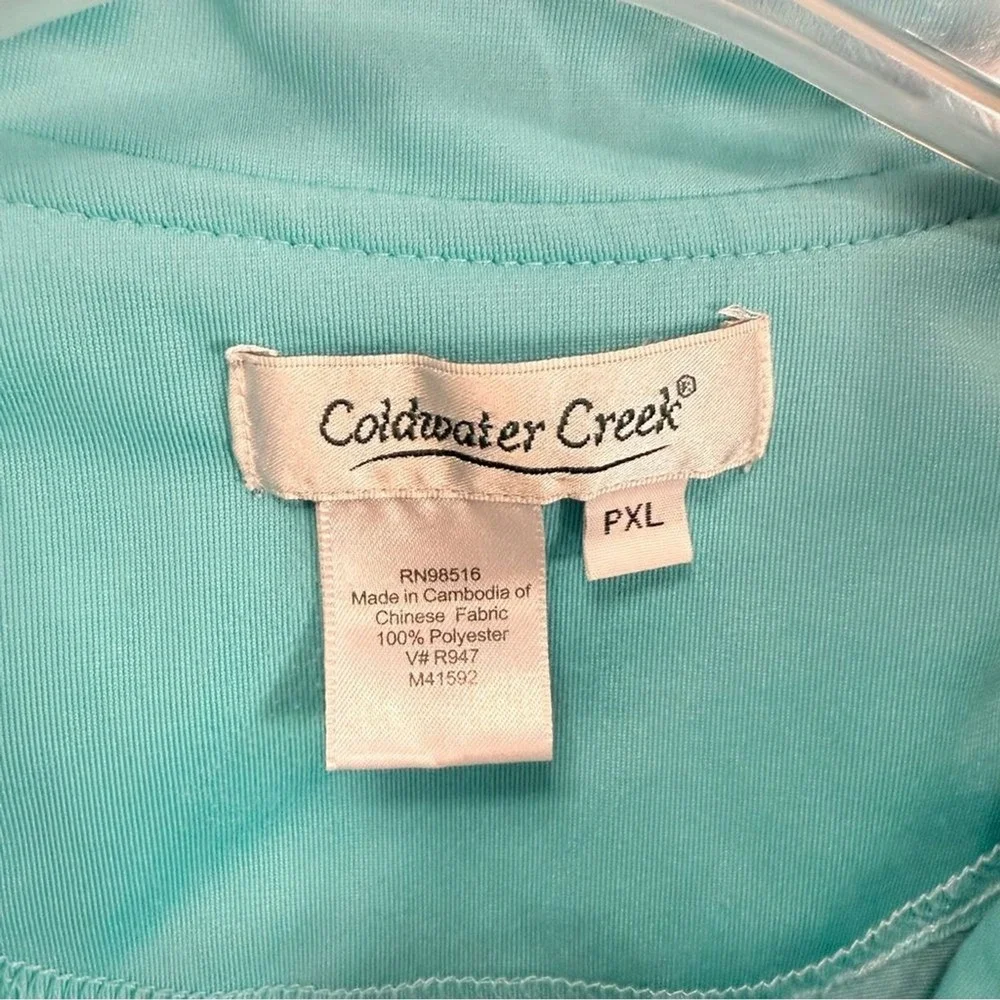 Coldwater Creek®
PXL
RN98516
Made in Cambodia of
Chinese Fabric
100% Polyester
V# R947
M41592